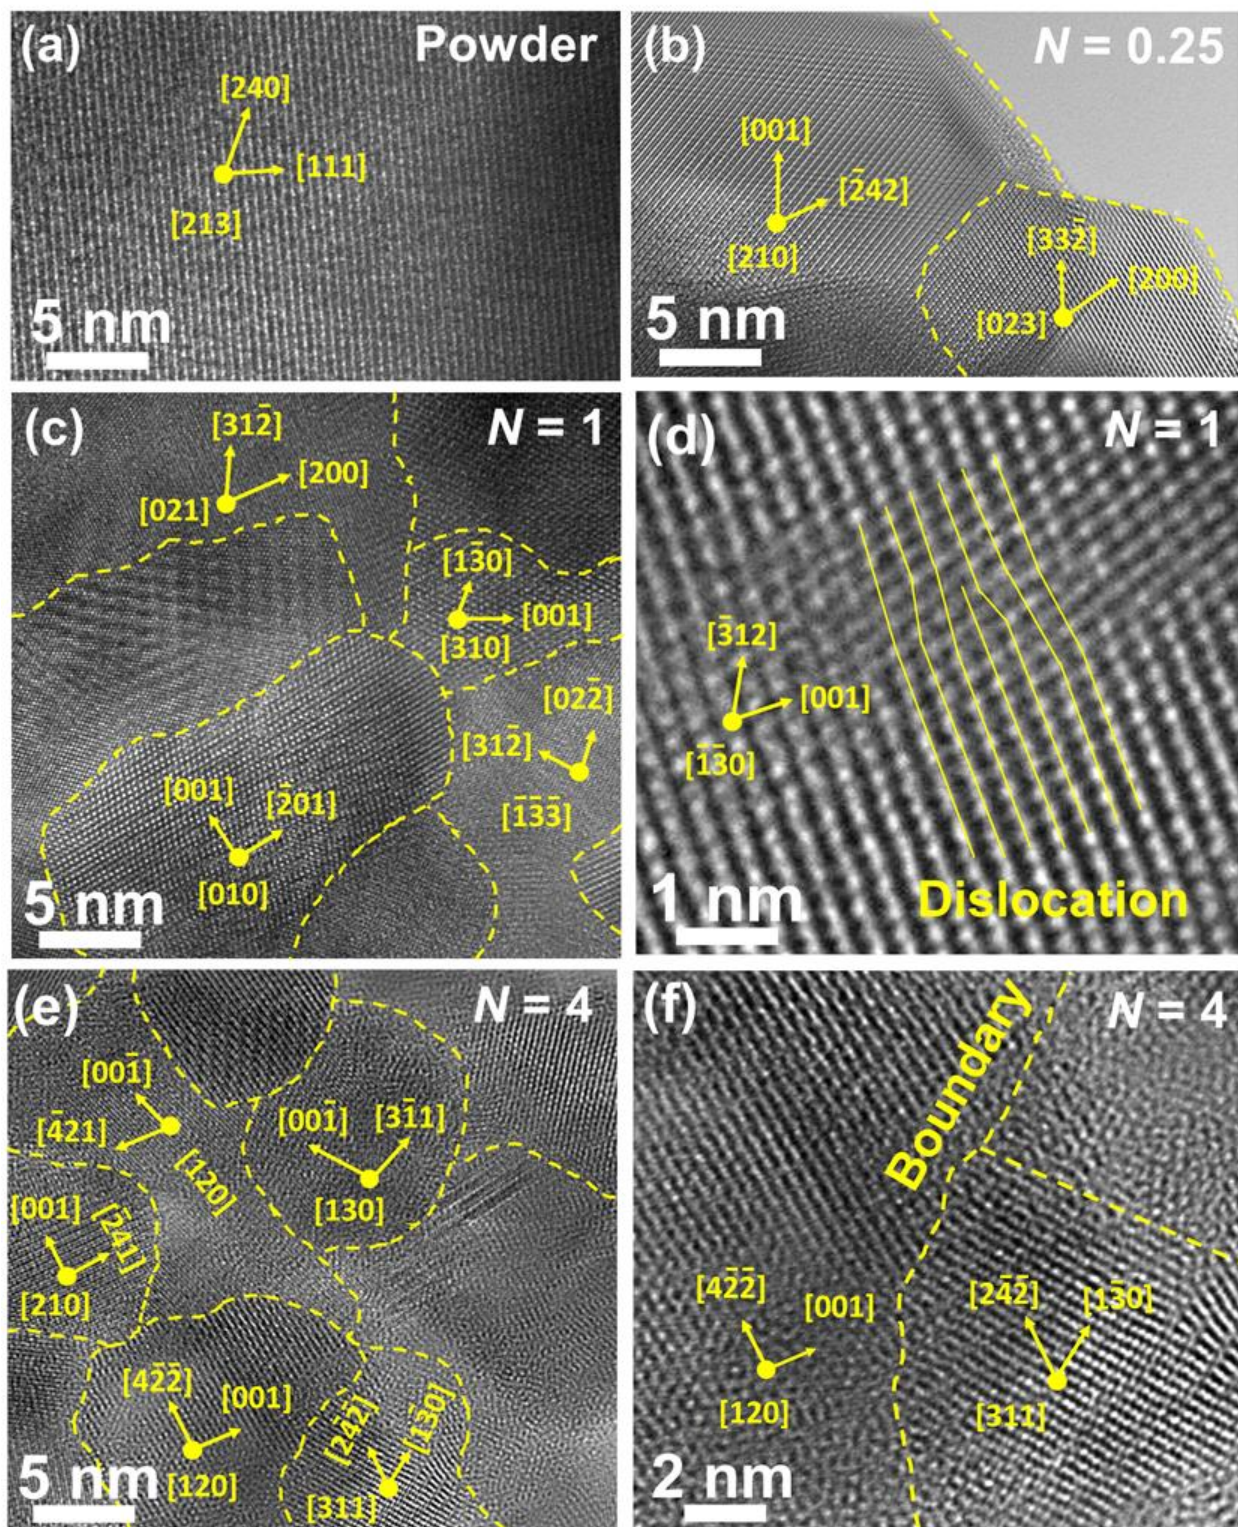 (a)
Powder
[240]
[111]
[213]
5 nm
(b)
N = 0.25
[001]
[2̄42]
[210]
[332̄]
[200]
[023]
5 nm
(c)
N = 1
[312̄]
[200]
[021]
[13̄0]
[001]
[310]
[022̄]
[312̄]
[1̄3̄3̄]
[001]
[2̄01]
[010]
5 nm
(d)
N = 1
[3̄12]
[001]
[1̄3̄0]
Dislocation
1 nm
(e)
N = 4
[001̄]
[4̄21]
[120]
[001̄]
[31̄1]
[130]
[001]
[2̄41]
[210]
[42̄2̄]
[001]
[120]
[24̄2̄]
[13̄0]
[311]
5 nm
(f)
N = 4
Boundary
[42̄2̄]
[001]
[120]
[24̄2̄]
[13̄0]
[311]
2 nm